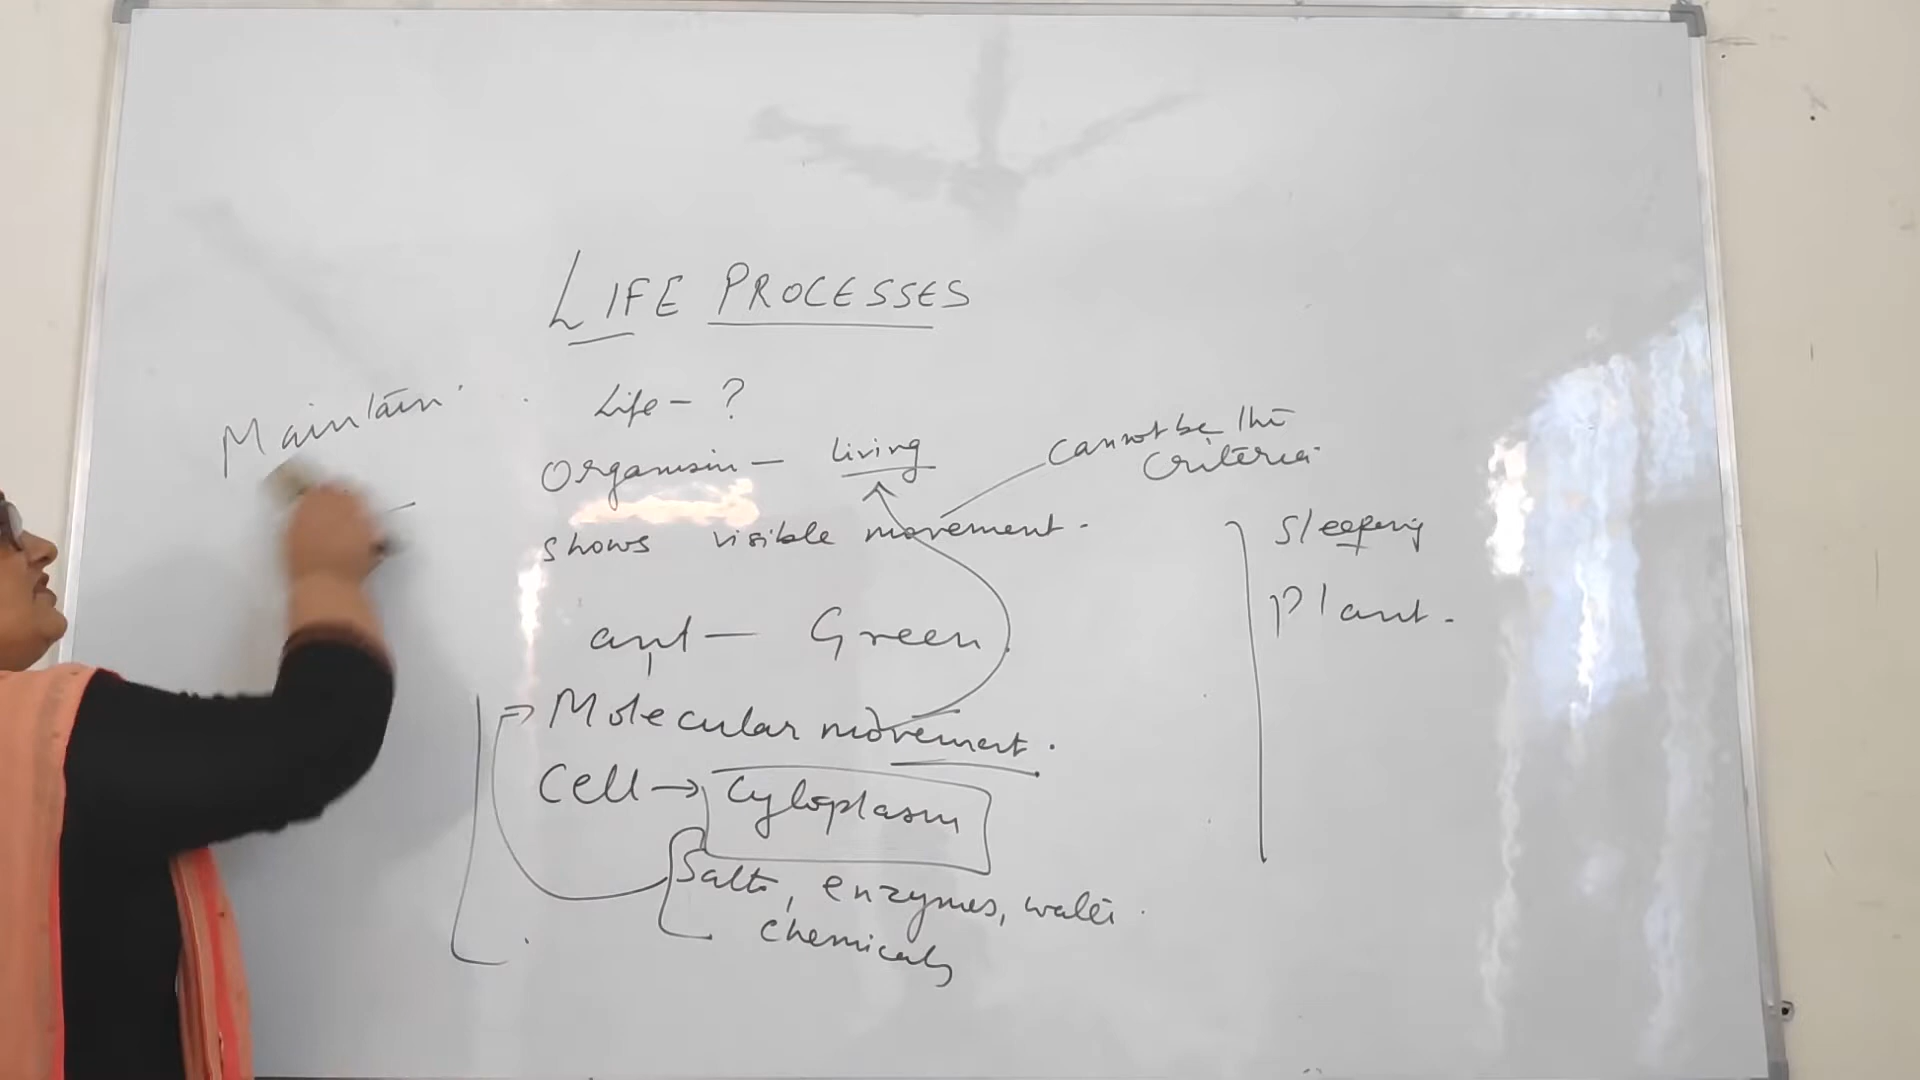 LIFE PROCESSES
Maintain
Life - ?
Organism - living
cannot be the
criteria.
shows visible movement.
Sleeping
Plant.
ant - Green
→ Molecular movement.
Cell → Cytoplasm
Salts, enzymes, water
chemicals